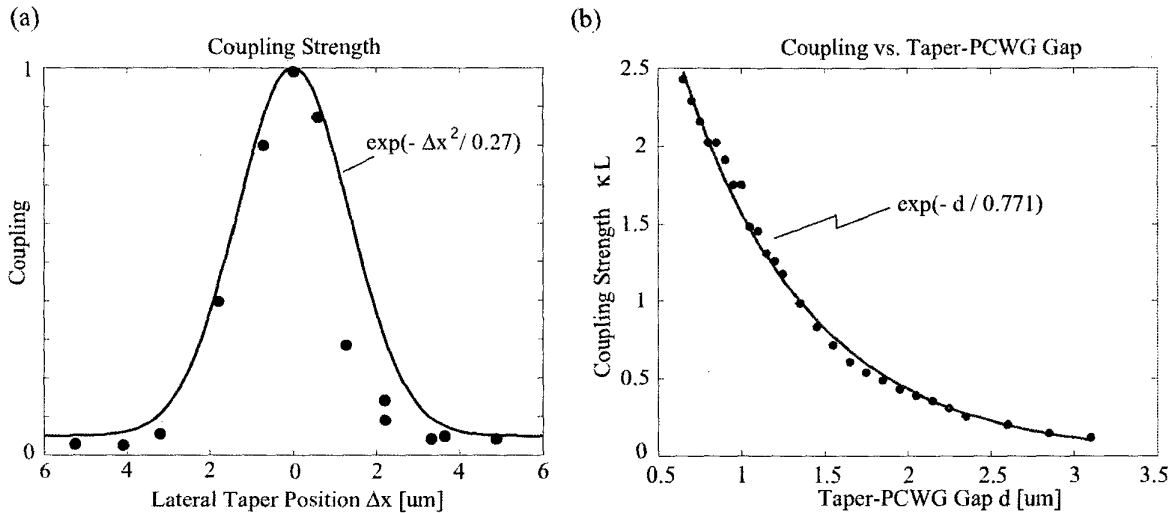 (a)
Coupling Strength
1
Coupling
exp(- Δx²/ 0.27)
0
6 4 2 0 2 4 6
Lateral Taper Position Δx [um]
(b)
Coupling vs. Taper-PCWG Gap
2.5
2
1.5
1
0.5
0
Coupling Strength κL
exp(- d / 0.771)
0.5 1 1.5 2 2.5 3 3.5
Taper-PCWG Gap d [um]